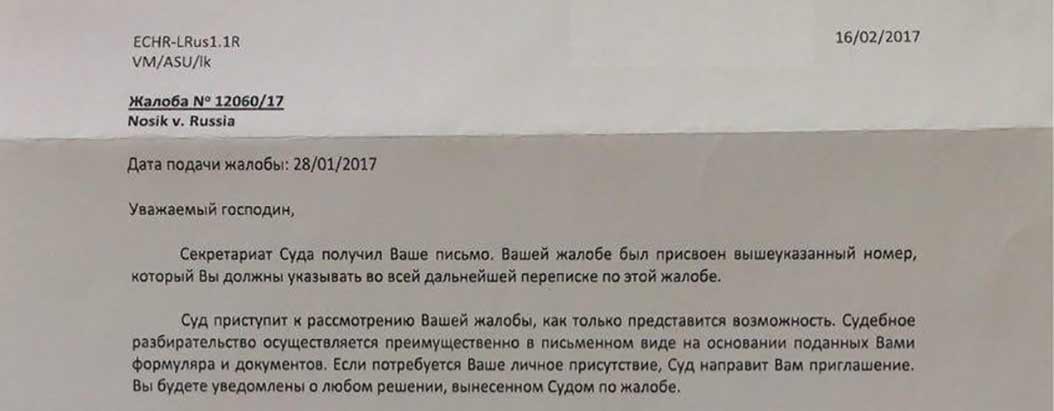 ECHR-LRus1.1R
16/02/2017
VM/ASU/lk
Жалоба № 12060/17
Nosik v. Russia
Дата подачи жалобы: 28/01/2017
Уважаемый господин,
Секретариат Суда получил Ваше письмо. Вашей жалобе был присвоен вышеуказанный номер,
который Вы должны указывать во всей дальнейшей переписке по этой жалобе.
Суд приступит к рассмотрению Вашей жалобы, как только представится возможность. Судебное
разбирательство осуществляется преимущественно в письменном виде на основании поданных Вами
формуляра и документов. Если потребуется Ваше личное присутствие, Суд направит Вам приглашение.
Вы будете уведомлены о любом решении, вынесенном Судом по жалобе.